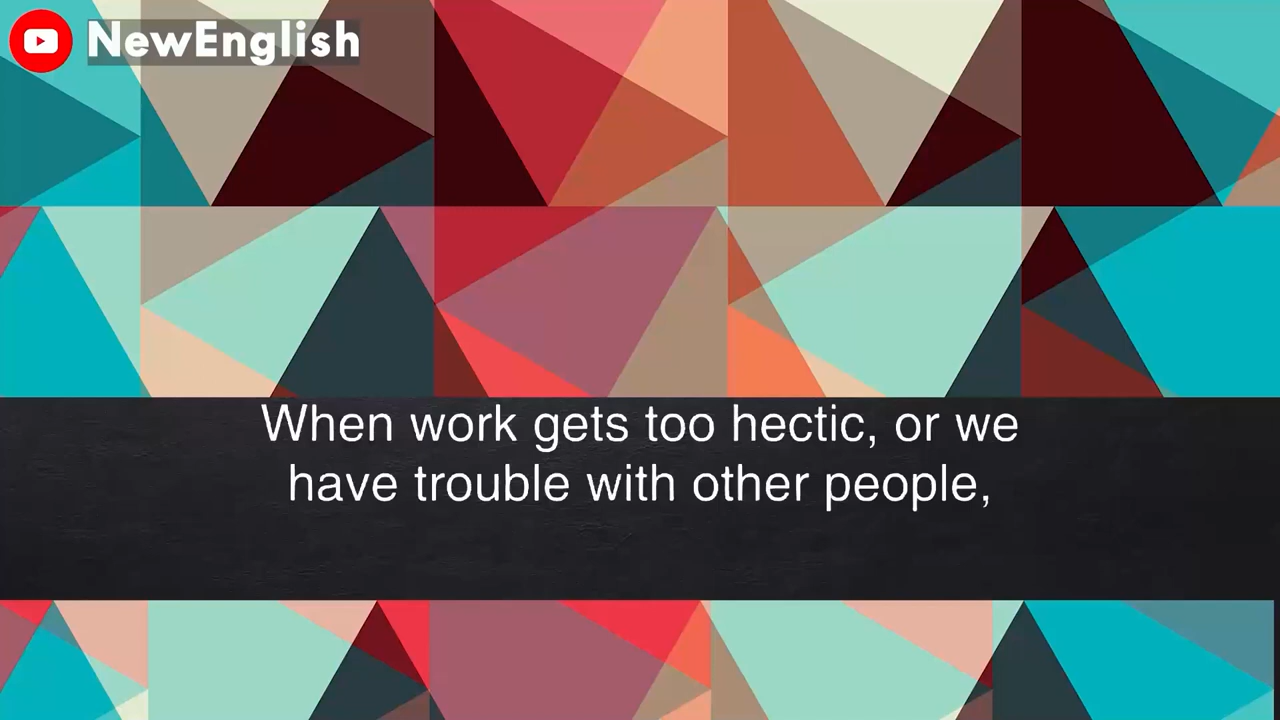 NewEnglish
When work gets too hectic, or we
have trouble with other people,